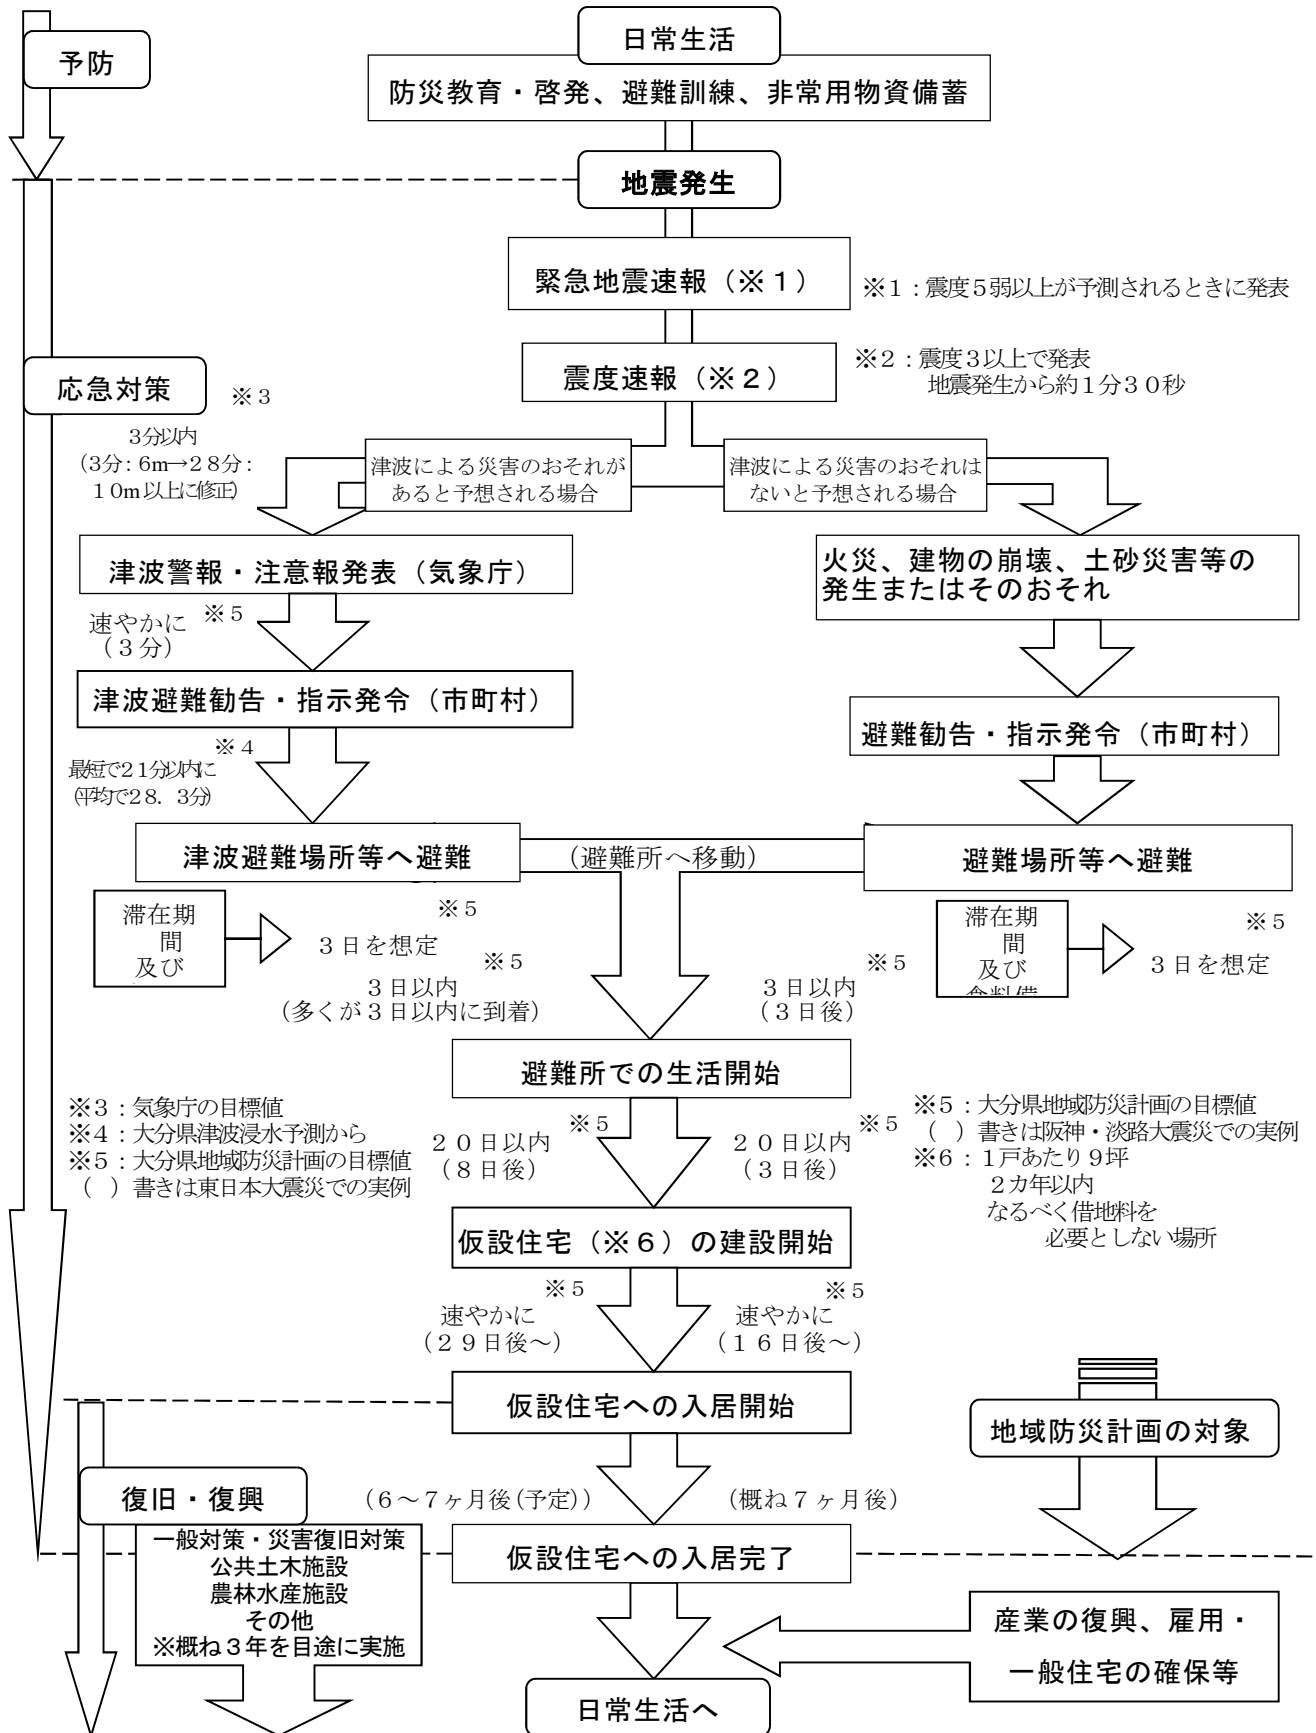 予防
日常生活
防災教育・啓発、避難訓練、非常用物資備蓄
地震発生
緊急地震速報（※１）
※１：震度５弱以上が予測されるときに発表
震度速報（※２）
※２：震度３以上で発表
地震発生から約１分３０秒
応急対策
※３
３分以内
（３分：６ｍ→２８分：
１０ｍ以上に修正）
津波による災害のおそれが
あると予想される場合
津波による災害のおそれは
ないと予想される場合
津波警報・注意報発表（気象庁）
火災、建物の崩壊、土砂災害等の
発生またはそのおそれ
※５
速やかに
（３分）
津波避難勧告・指示発令（市町村）
避難勧告・指示発令（市町村）
※４
最短で２１分以内に
（平均で２８．３分）
津波避難場所等へ避難
（避難所へ移動）
避難場所等へ避難
滞在期
間
及び
※５
３日を想定
滞在期
間
及び
※５
３日を想定
※５
３日以内
（多くが３日以内に到着）
※５
３日以内
（３日後）
避難所での生活開始
※３：気象庁の目標値
※４：大分県津波浸水予測から
※５：大分県地域防災計画の目標値
（　）書きは東日本大震災での実例
※５
２０日以内
（８日後）
※５
２０日以内
（３日後）
※５：大分県地域防災計画の目標値
（　）書きは阪神・淡路大震災での実例
※６：１戸あたり９坪
２カ年以内
なるべく借地料を
必要としない場所
仮設住宅（※６）の建設開始
※５
速やかに
（２９日後～）
※５
速やかに
（１６日後～）
仮設住宅への入居開始
地域防災計画の対象
復旧・復興
（６～７ヶ月後（予定））
（概ね７ヶ月後）
一般対策・災害復旧対策
公共土木施設
農林水産施設
その他
※概ね３年を目途に実施
仮設住宅への入居完了
産業の復興、雇用・
一般住宅の確保等
日常生活へ